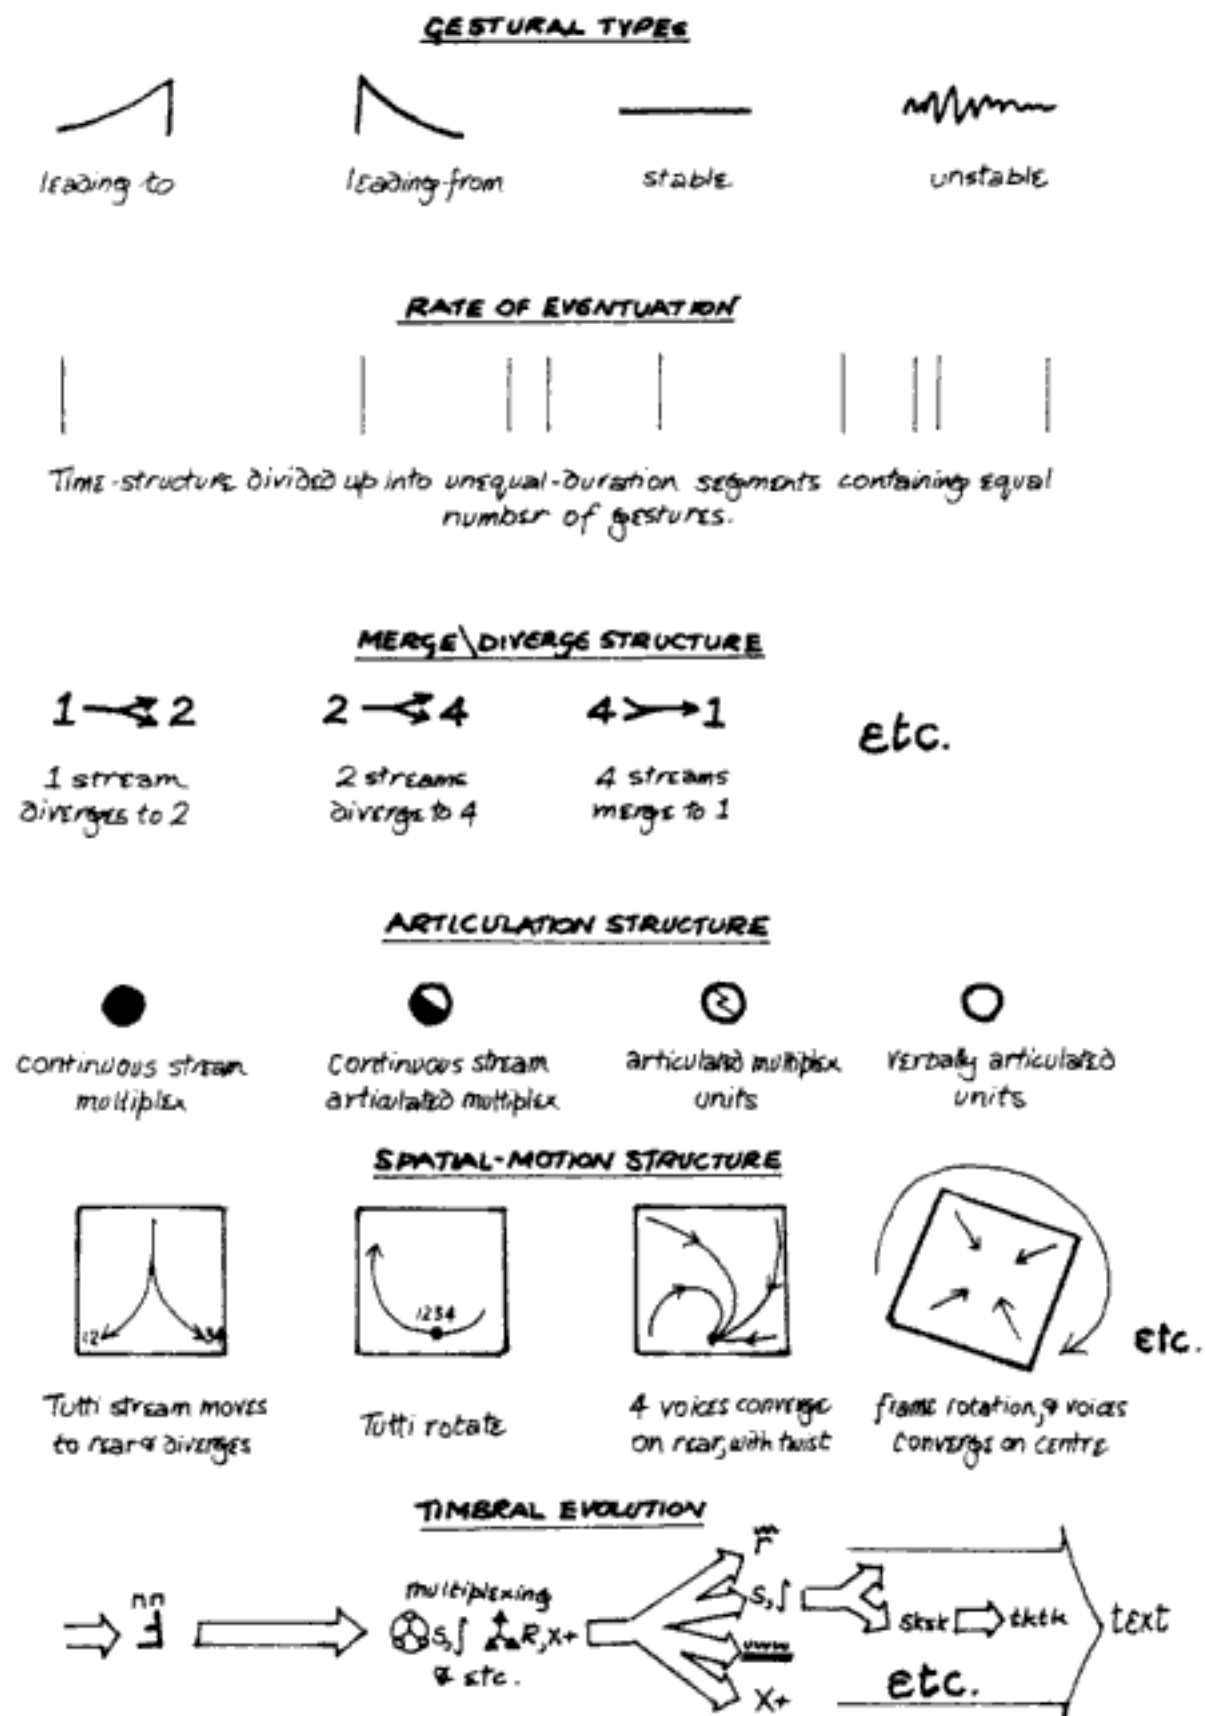 GESTURAL TYPES
leading to leading-from stable unstable
RATE OF EVENTUATION
Time-structure divided up into unequal-duration segments containing equal
number of gestures.
MERGE\DIVERGE STRUCTURE
1 2 2 4 4 1 etc.
1 stream 2 streams 4 streams
diverges to 2 diverge to 4 merge to 1
ARTICULATION STRUCTURE
continuous stream continuous stream articulated multiplex verbally articulated
multiplex articulated multiplex units units
SPATIAL-MOTION STRUCTURE
1234
12 34 etc.
Tutti stream moves Tutti rotate 4 voices converge frame rotation, & voices
to rear & diverges on rear, with twist converge on centre
TIMBRAL EVOLUTION
multiplexing
s,ʃ R,X+ s,ʃ sksk tktk text
& etc.
X+ etc.